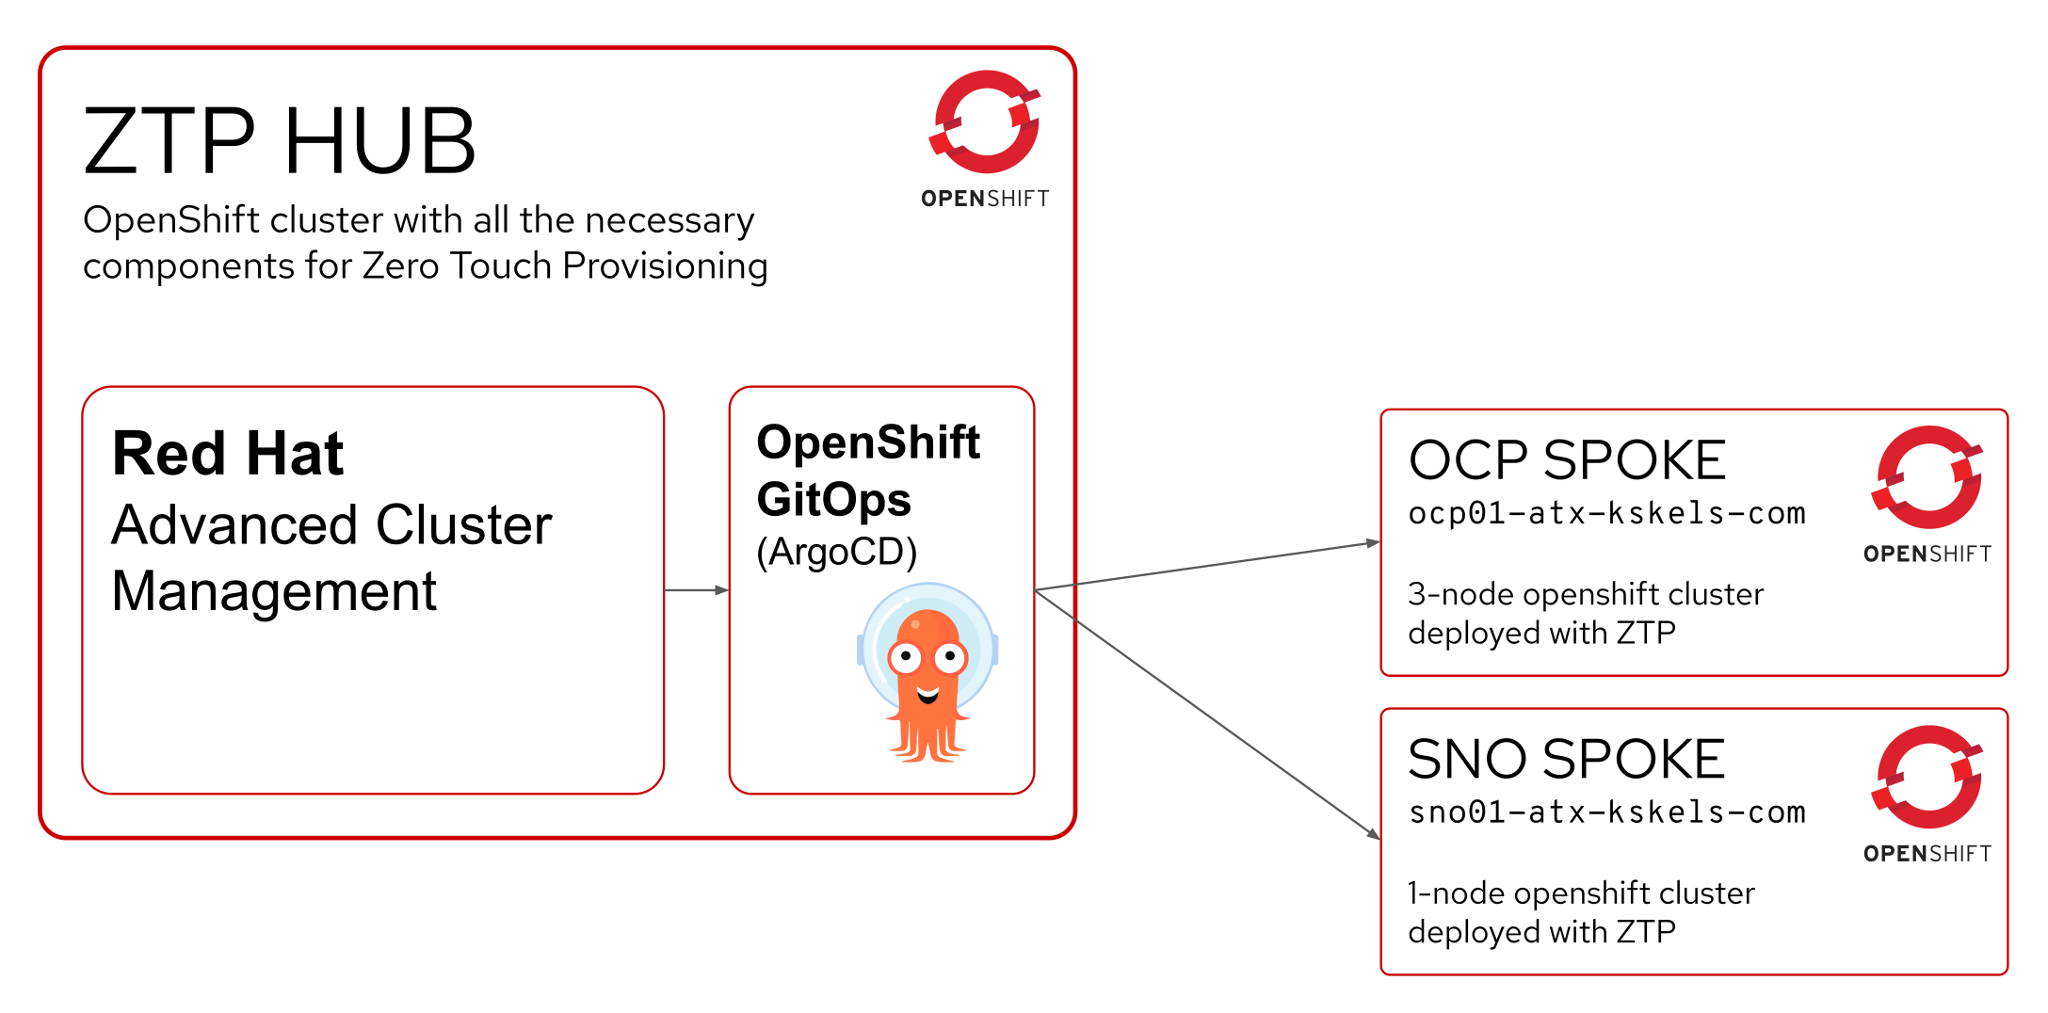 ZTP HUB
OPENSHIFT
OpenShift cluster with all the necessary
components for Zero Touch Provisioning
Red Hat
Advanced Cluster
Management
OpenShift
GitOps
(ArgoCD)
OCP SPOKE
ocp01-atx-kskels-com
OPENSHIFT
3-node openshift cluster
deployed with ZTP
SNO SPOKE
sno01-atx-kskels-com
OPENSHIFT
1-node openshift cluster
deployed with ZTP